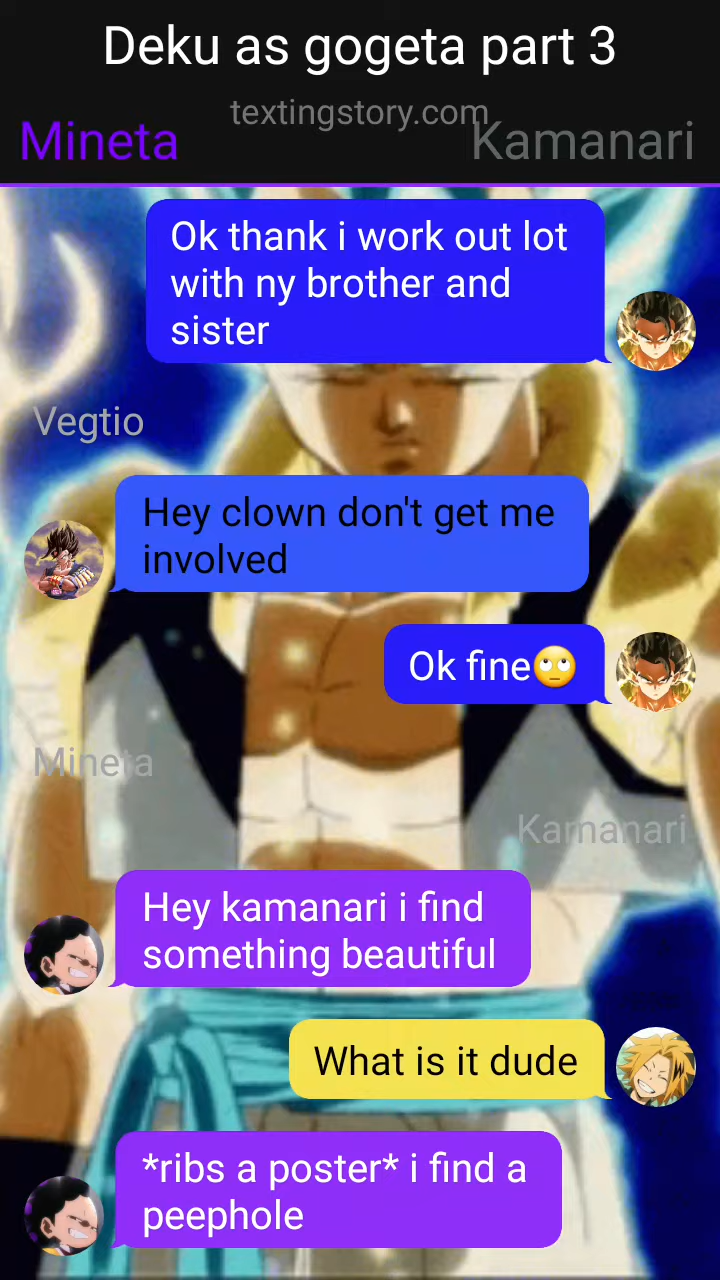 Deku as gogeta part 3
textingstory.com
Mineta
Kamanari
Ok thank i work out lot
with ny brother and
sister
Vegtio
Hey clown don't get me
involved
Ok fine🙄
Mineta
Kamanari
Hey kamanari i find
something beautiful
What is it dude
*ribs a poster* i find a
peephole